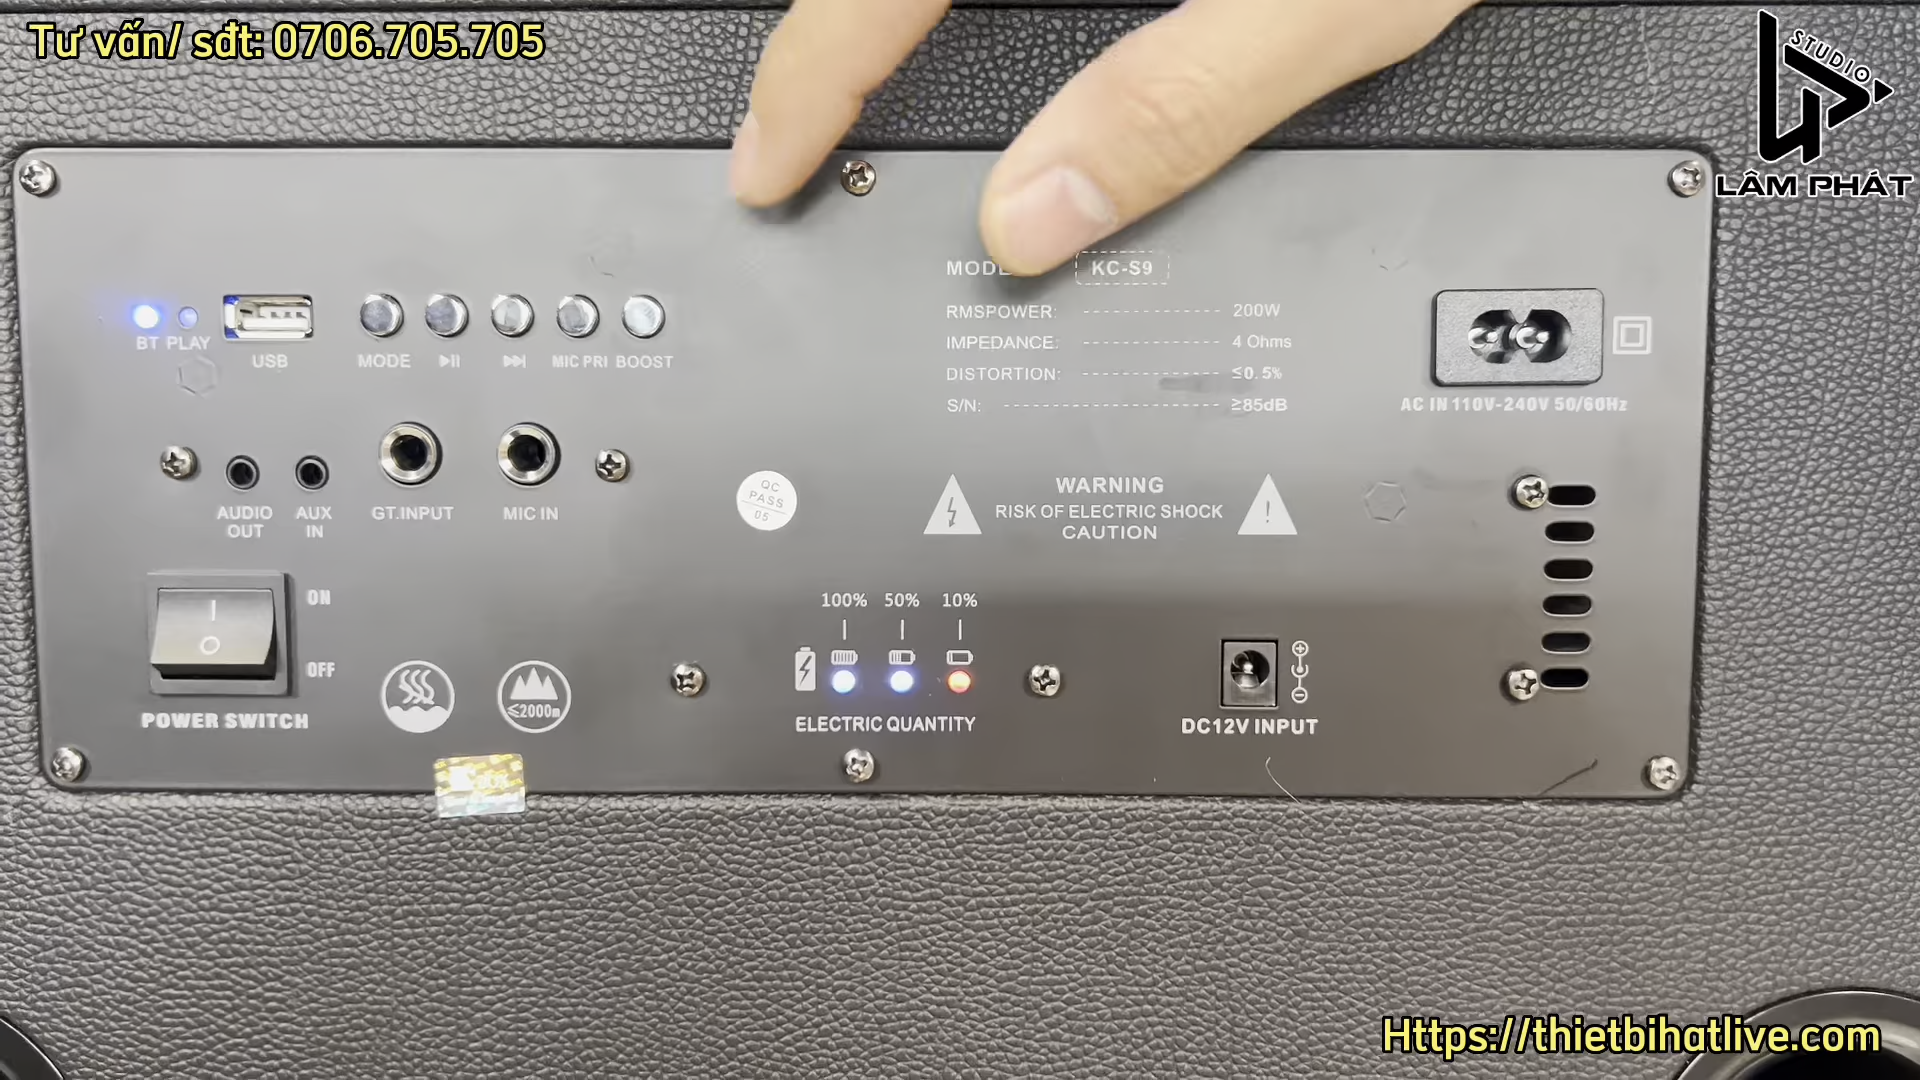 Tư vấn/ sđt: 0706.705.705
STUDIO
LÂM PHÁT
KC-S9
RMSPOWER: 200W
IMPEDANCE: 4 Ohms
DISTORTION: ≤0.5%
S/N: ≥85dB
BT PLAY
USB
MODE
MIC PRI
BOOST
AC IN 110V-240V 50/60Hz
AUDIO
OUT
AUX
IN
GT.INPUT
MIC IN
QC
PASS
05
WARNING
RISK OF ELECTRIC SHOCK
CAUTION
ON
OFF
POWER SWITCH
≤2000m
100% 50% 10%
ELECTRIC QUANTITY
DC12V INPUT
Https://thietbihatlive.com